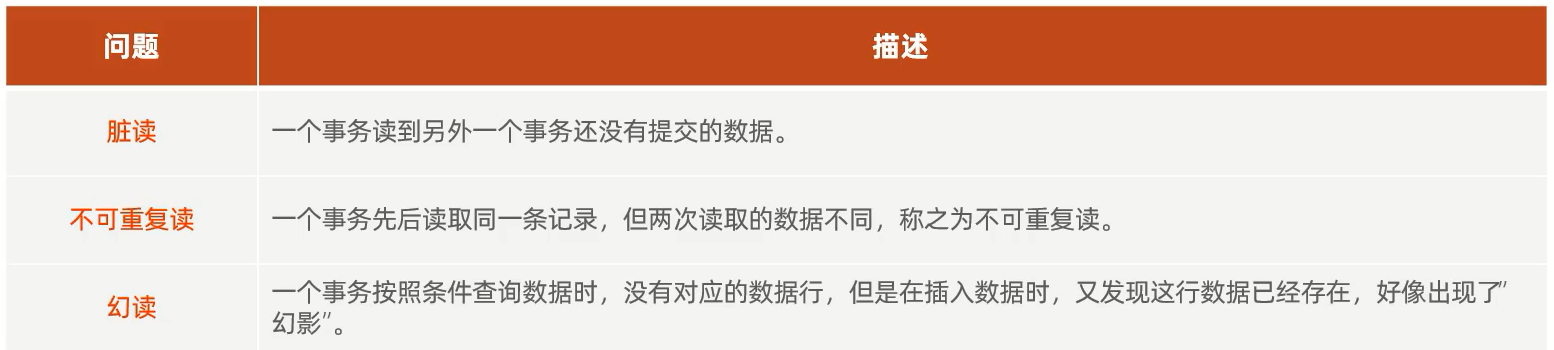 问题
描述
脏读
一个事务读到另外一个事务还没有提交的数据。
不可重复读
一个事务先后读取同一条记录，但两次读取的数据不同，称之为不可重复读。
幻读
一个事务按照条件查询数据时，没有对应的数据行，但是在插入数据时，又发现这行数据已经存在，好像出现了"
幻影"。